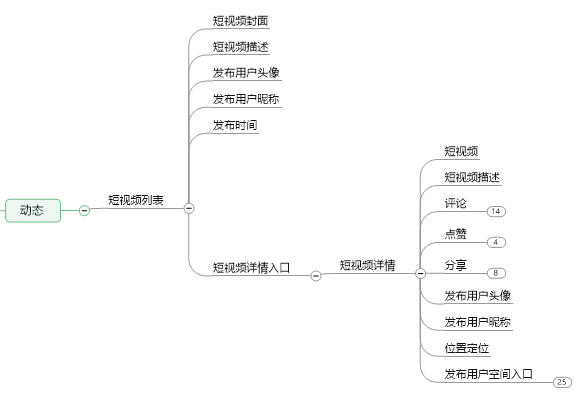 动态
短视频列表
短视频封面
短视频描述
发布用户头像
发布用户昵称
发布时间
短视频详情入口
短视频详情
短视频
短视频描述
评论 14
点赞 4
分享 8
发布用户头像
发布用户昵称
位置定位
发布用户空间入口 25